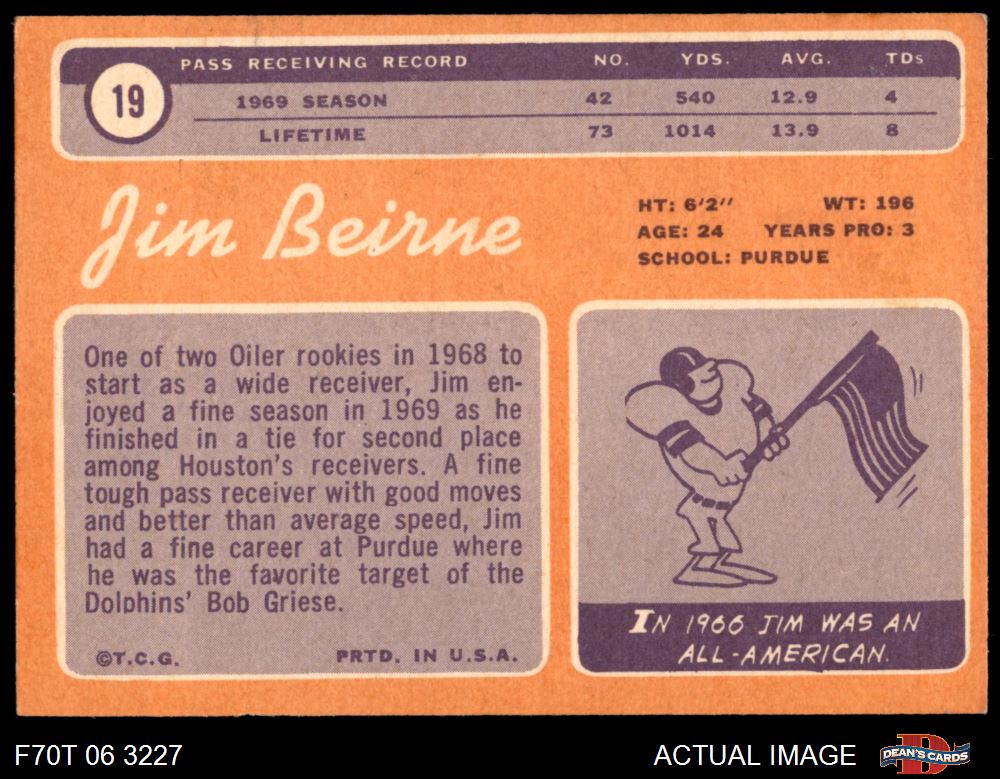 PASS RECEIVING RECORD NO. YDS. AVG. TDs
19
1969 SEASON 42 540 12.9 4
LIFETIME 73 1014 13.9 8
Jim Beirne
HT: 6'2" WT: 196
AGE: 24 YEARS PRO: 3
SCHOOL: PURDUE
One of two Oiler rookies in 1968 to
start as a wide receiver, Jim en-
joyed a fine season in 1969 as he
finished in a tie for second place
among Houston's receivers. A fine
tough pass receiver with good moves
and better than average speed, Jim
had a fine career at Purdue where
he was the favorite target of the
Dolphins' Bob Griese.
©T.C.G. PRTD. IN U.S.A.
IN 1966 JIM WAS AN
ALL-AMERICAN.
F70T 06 3227 ACTUAL IMAGE
DEAN'S CARDS